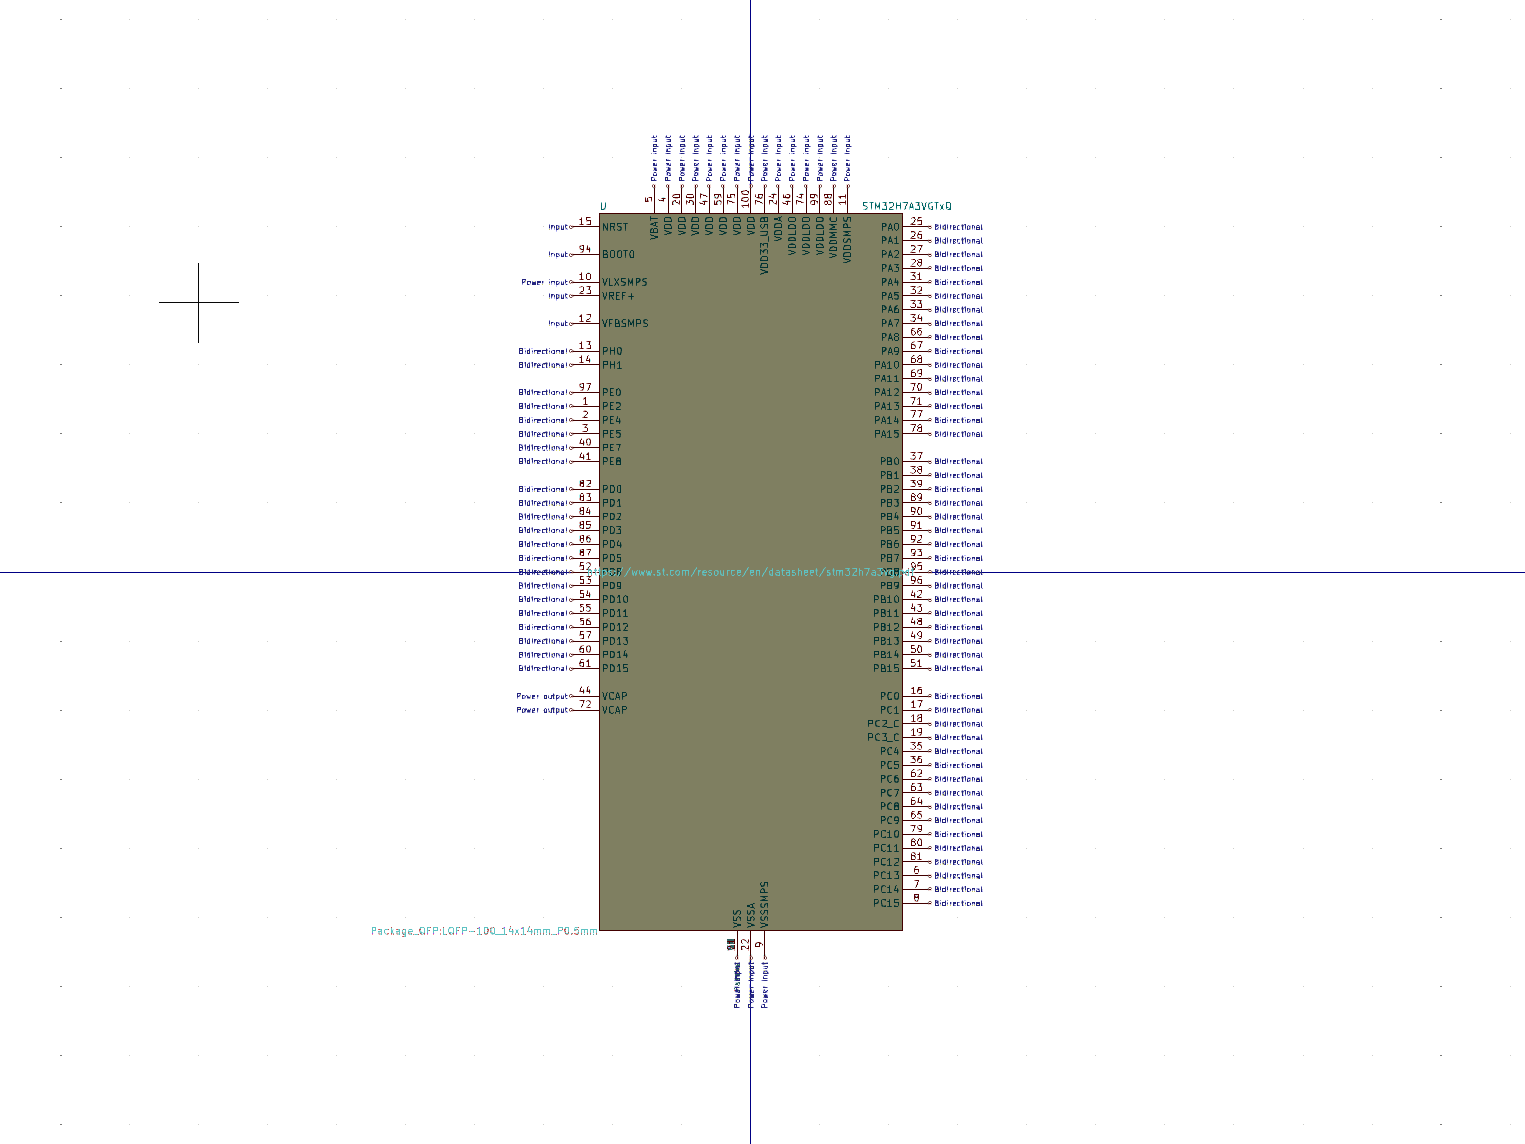 Power input Power input Power input Power input Power input Power input Power input Power input Power input Power input Power input Power input Power input Power input Power input
5 4 20 30 47 59 75 100 76 24 46 74 99 88 11
U STM32H7A3VGTxQ
VBAT VDD VDD VDD VDD VDD VDD VDD VDD33_USB VDDA VDDLDO VDDLDO VDDLDO VDDMMC VDDSMPS
Input 15 NRST PA0 25 Bidirectional
PA1 26 Bidirectional
Input 94 BOOT0 PA2 27 Bidirectional
PA3 28 Bidirectional
Power input 10 VLXSMPS PA4 31 Bidirectional
Input 23 VREF+ PA5 32 Bidirectional
PA6 33 Bidirectional
Input 12 VFBSMPS PA7 34 Bidirectional
PA8 66 Bidirectional
Bidirectional 13 PH0 PA9 67 Bidirectional
Bidirectional 14 PH1 PA10 68 Bidirectional
PA11 69 Bidirectional
Bidirectional 97 PE0 PA12 70 Bidirectional
Bidirectional 1 PE2 PA13 71 Bidirectional
Bidirectional 2 PE4 PA14 77 Bidirectional
Bidirectional 3 PE5 PA15 78 Bidirectional
Bidirectional 40 PE7
Bidirectional 41 PE8 PB0 37 Bidirectional
PB1 38 Bidirectional
Bidirectional 82 PD0 PB2 39 Bidirectional
Bidirectional 83 PD1 PB3 89 Bidirectional
Bidirectional 84 PD2 PB4 90 Bidirectional
Bidirectional 85 PD3 PB5 91 Bidirectional
Bidirectional 86 PD4 PB6 92 Bidirectional
Bidirectional 87 PD5 PB7 93 Bidirectional
Bidirectional 52 PD8 PB8 95 Bidirectional
Bidirectional 53 PD9 PB9 96 Bidirectional
Bidirectional 54 PD10 PB10 42 Bidirectional
Bidirectional 55 PD11 PB11 43 Bidirectional
Bidirectional 56 PD12 PB12 48 Bidirectional
Bidirectional 57 PD13 PB13 49 Bidirectional
Bidirectional 60 PD14 PB14 50 Bidirectional
Bidirectional 61 PD15 PB15 51 Bidirectional
Power output 44 VCAP PC0 16 Bidirectional
Power output 72 VCAP PC1 17 Bidirectional
PC2_C 18 Bidirectional
PC3_C 19 Bidirectional
PC4 35 Bidirectional
PC5 36 Bidirectional
PC6 62 Bidirectional
PC7 63 Bidirectional
PC8 64 Bidirectional
PC9 65 Bidirectional
PC10 79 Bidirectional
PC11 80 Bidirectional
PC12 81 Bidirectional
PC13 6 Bidirectional
PC14 7 Bidirectional
PC15 8 Bidirectional
VSS VSSA VSSSMPS
Package_QFP:LQFP-100_14x14mm_P0.5mm
22 9
Power input Power input